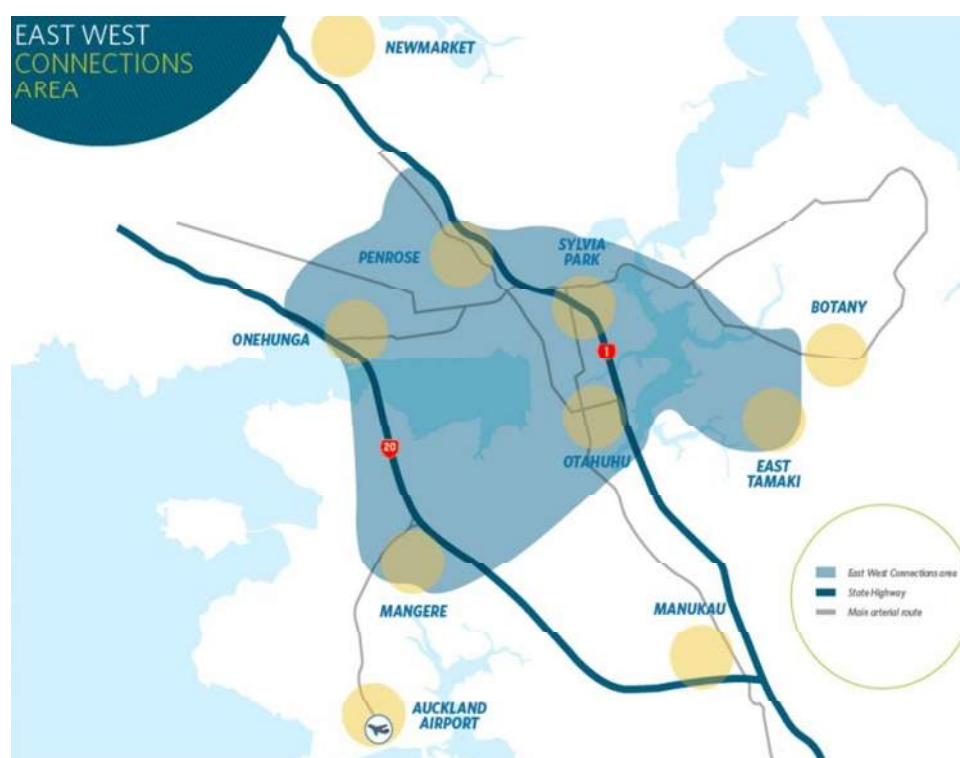 EAST WEST
CONNECTIONS
AREA
NEWMARKET
PENROSE
SYLVIA
PARK
BOTANY
ONEHUNGA
1
20
OTAHUHU
EAST
TAMAKI
MANGERE
MANUKAU
AUCKLAND
AIRPORT
East West Connections area
State Highway
Main arterial route